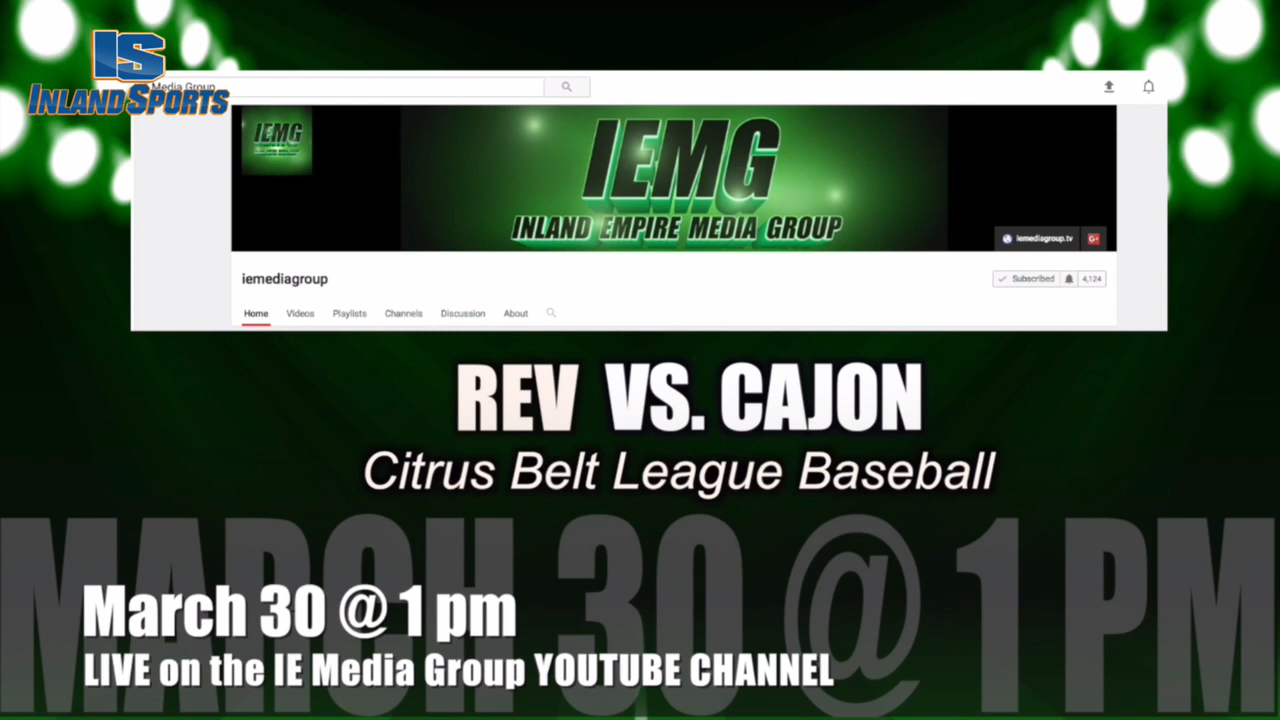 IS
INLAND SPORTS
Media Group
IEMG
IEMG
INLAND EMPIRE MEDIA GROUP
iemediagroup.tv
G+
iemediagroup
Subscribed 4,124
Home Videos Playlists Channels Discussion About
REV VS. CAJON
Citrus Belt League Baseball
MARCH 30 @ 1 PM
March 30 @ 1 pm
LIVE on the IE Media Group YOUTUBE CHANNEL